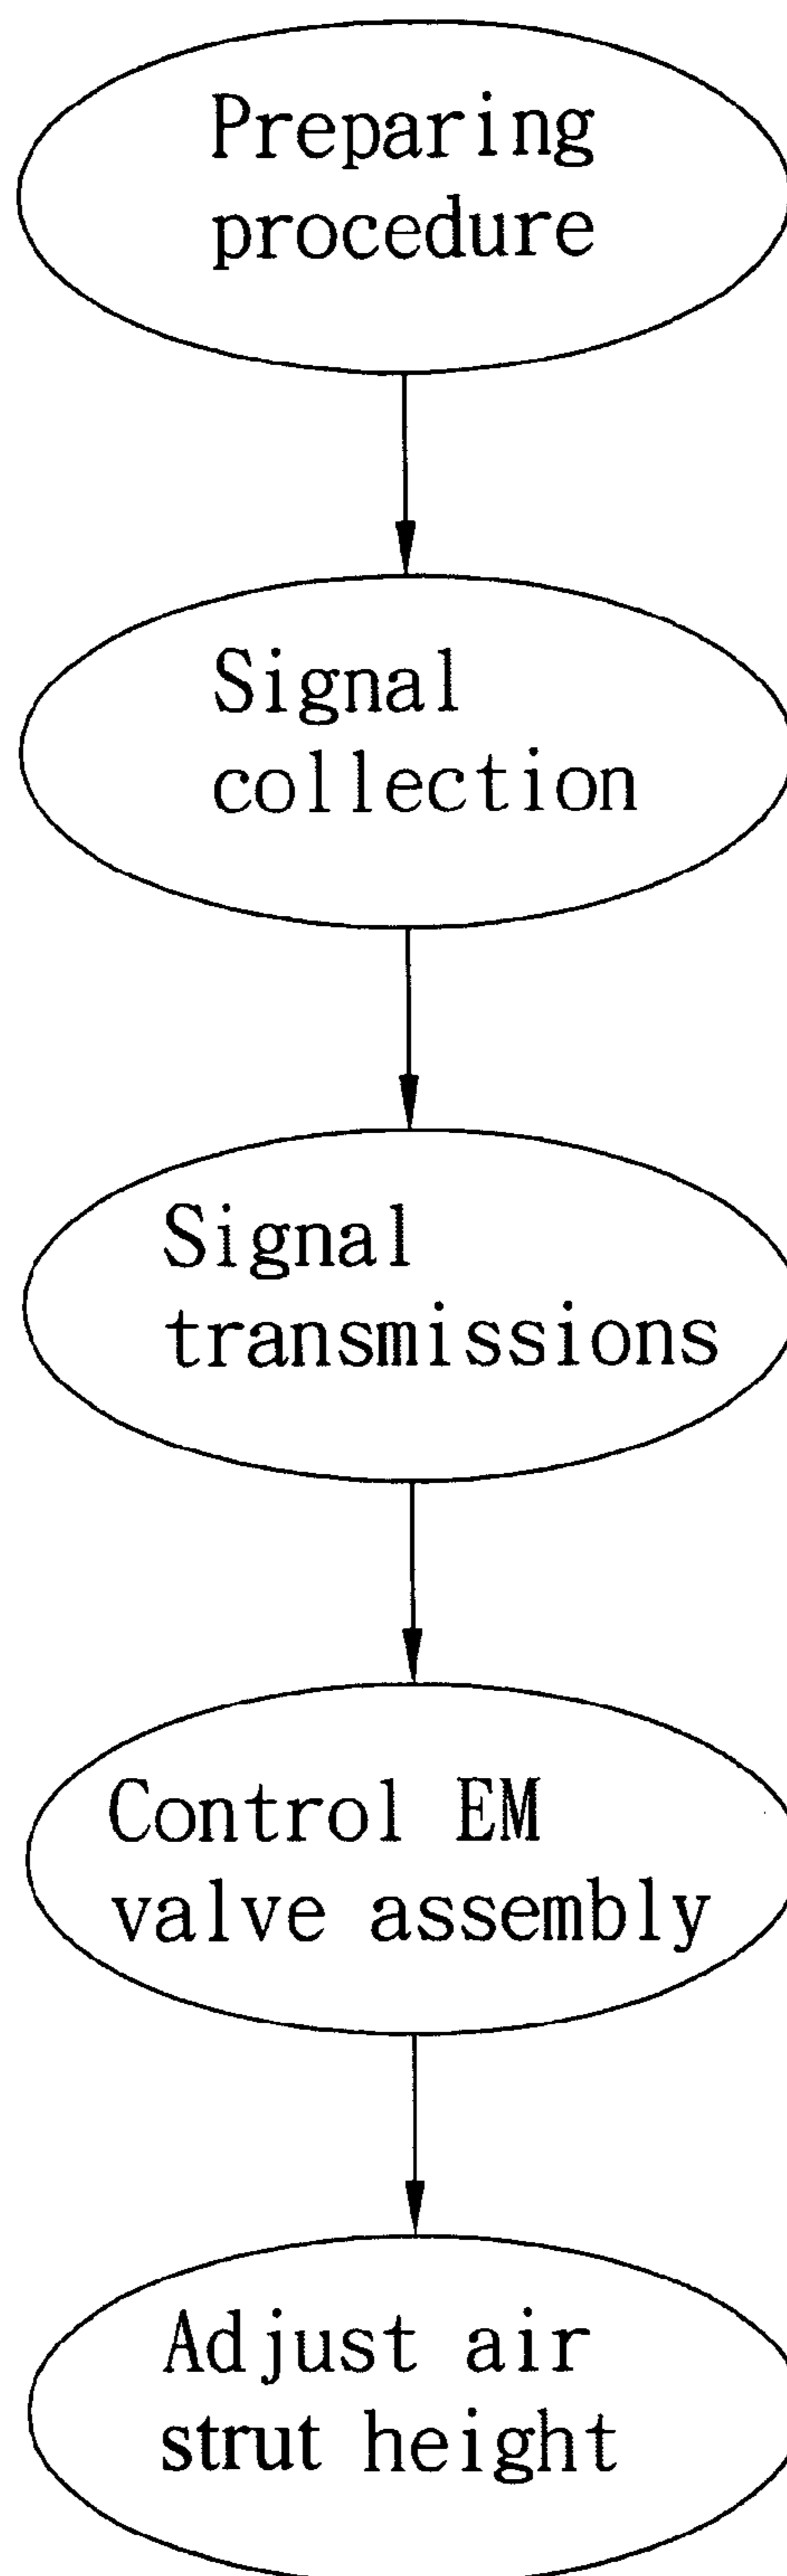 Preparing
procedure
Signal
collection
Signal
transmissions
Control EM
valve assembly
Adjust air
strut height